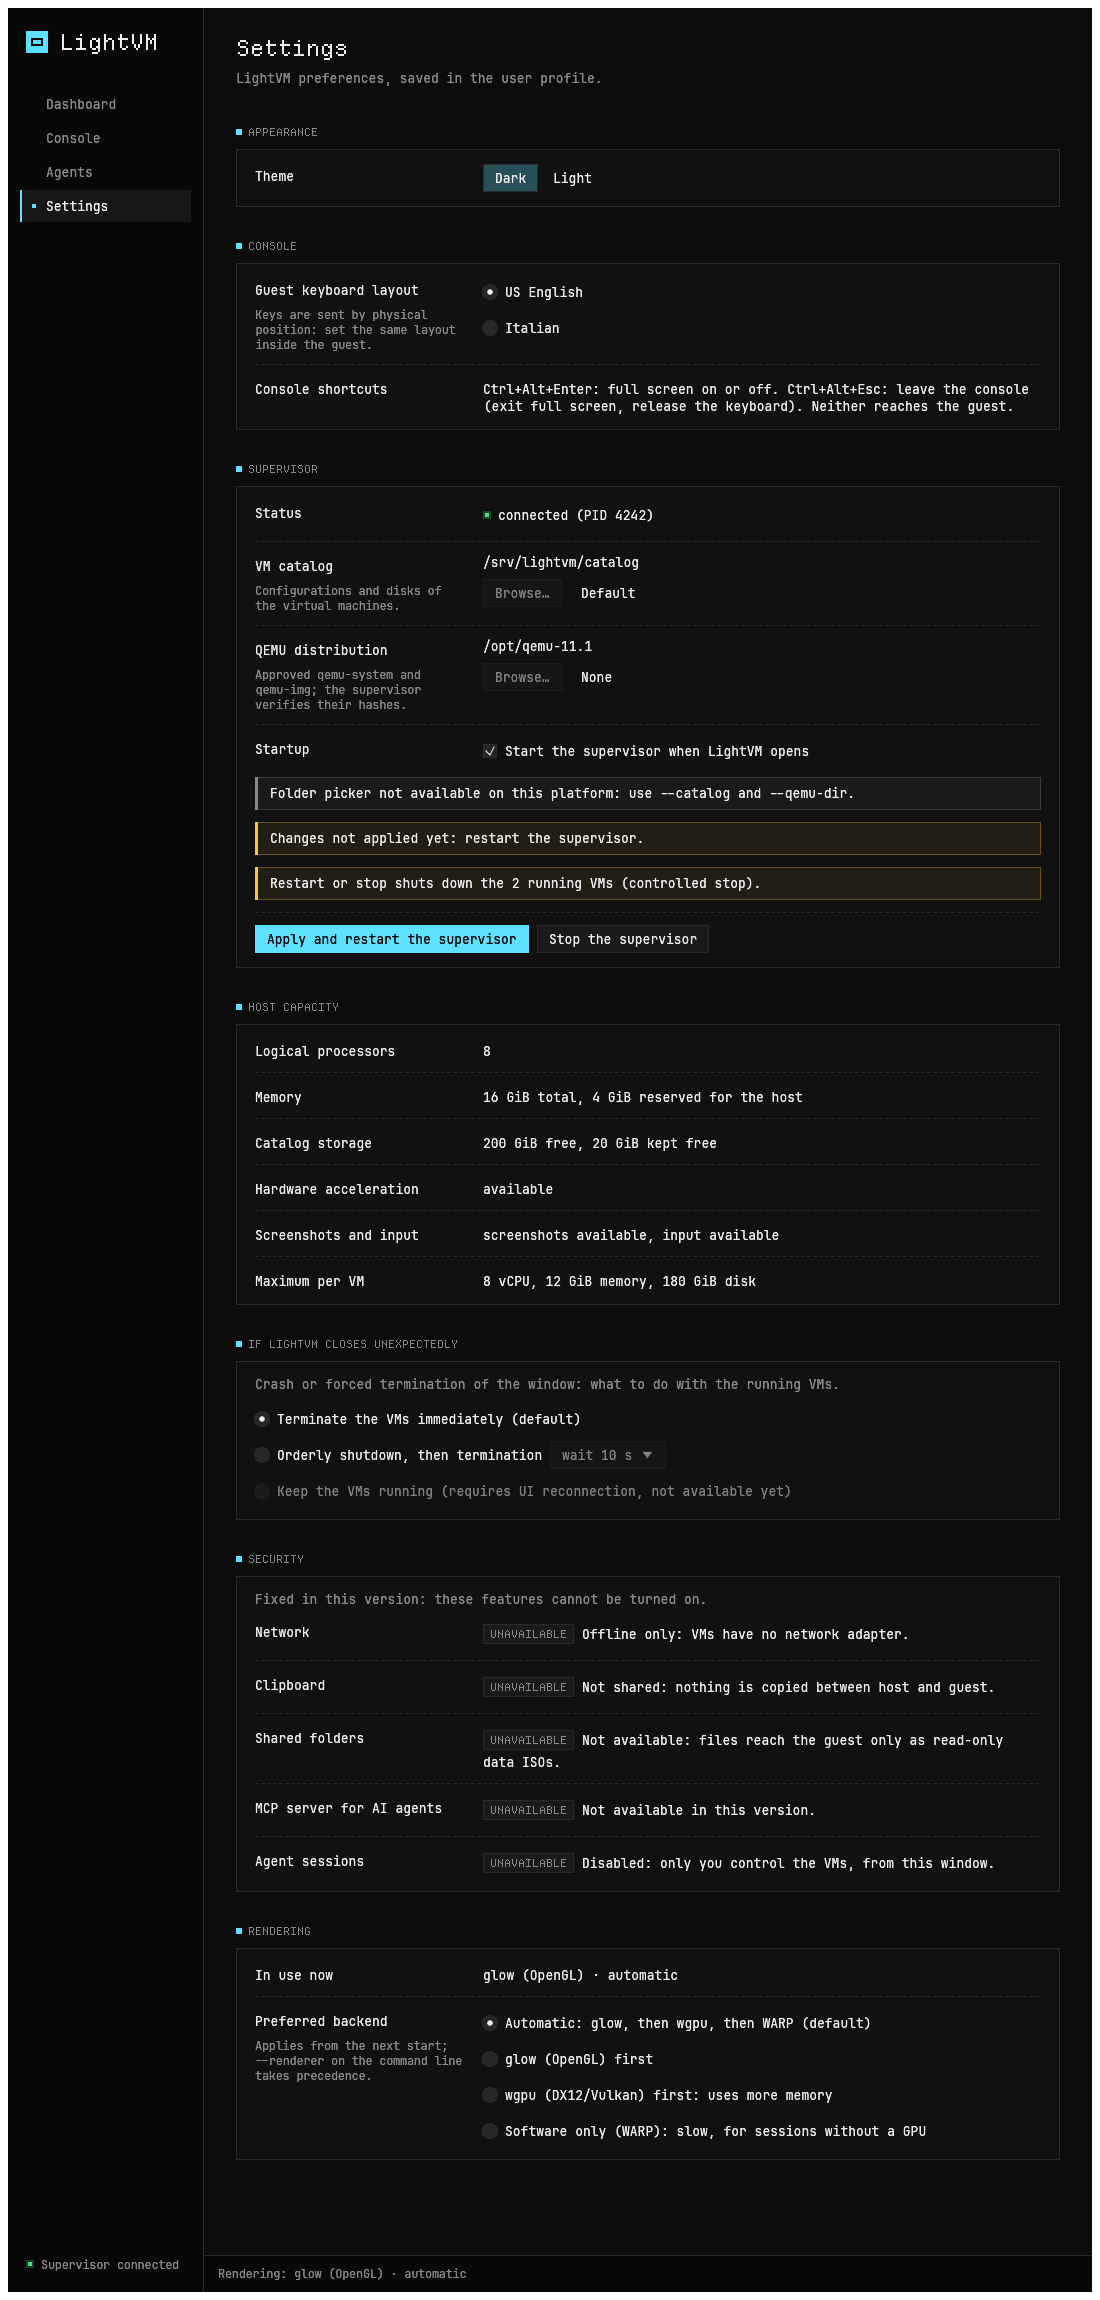 LightVM
Dashboard
Console
Agents
Settings
Settings
LightVM preferences, saved in the user profile.
APPEARANCE
Theme
Dark
Light
CONSOLE
Guest keyboard layout
Keys are sent by physical
position: set the same layout
inside the guest.
US English
Italian
Console shortcuts
Ctrl+Alt+Enter: full screen on or off. Ctrl+Alt+Esc: leave the console
(exit full screen, release the keyboard). Neither reaches the guest.
SUPERVISOR
Status
connected (PID 4242)
VM catalog
Configurations and disks of
the virtual machines.
/srv/lightvm/catalog
Browse…
Default
QEMU distribution
Approved qemu-system and
qemu-img; the supervisor
verifies their hashes.
/opt/qemu-11.1
Browse…
None
Startup
Start the supervisor when LightVM opens
Folder picker not available on this platform: use --catalog and --qemu-dir.
Changes not applied yet: restart the supervisor.
Restart or stop shuts down the 2 running VMs (controlled stop).
Apply and restart the supervisor
Stop the supervisor
HOST CAPACITY
Logical processors
8
Memory
16 GiB total, 4 GiB reserved for the host
Catalog storage
200 GiB free, 20 GiB kept free
Hardware acceleration
available
Screenshots and input
screenshots available, input available
Maximum per VM
8 vCPU, 12 GiB memory, 180 GiB disk
IF LIGHTVM CLOSES UNEXPECTEDLY
Crash or forced termination of the window: what to do with the running VMs.
Terminate the VMs immediately (default)
Orderly shutdown, then termination
wait 10 s
Keep the VMs running (requires UI reconnection, not available yet)
SECURITY
Fixed in this version: these features cannot be turned on.
Network
UNAVAILABLE Offline only: VMs have no network adapter.
Clipboard
UNAVAILABLE Not shared: nothing is copied between host and guest.
Shared folders
UNAVAILABLE Not available: files reach the guest only as read-only
data ISOs.
MCP server for AI agents
UNAVAILABLE Not available in this version.
Agent sessions
UNAVAILABLE Disabled: only you control the VMs, from this window.
RENDERING
In use now
glow (OpenGL) · automatic
Preferred backend
Applies from the next start;
--renderer on the command line
takes precedence.
Automatic: glow, then wgpu, then WARP (default)
glow (OpenGL) first
wgpu (DX12/Vulkan) first: uses more memory
Software only (WARP): slow, for sessions without a GPU
Supervisor connected
Rendering: glow (OpenGL) · automatic